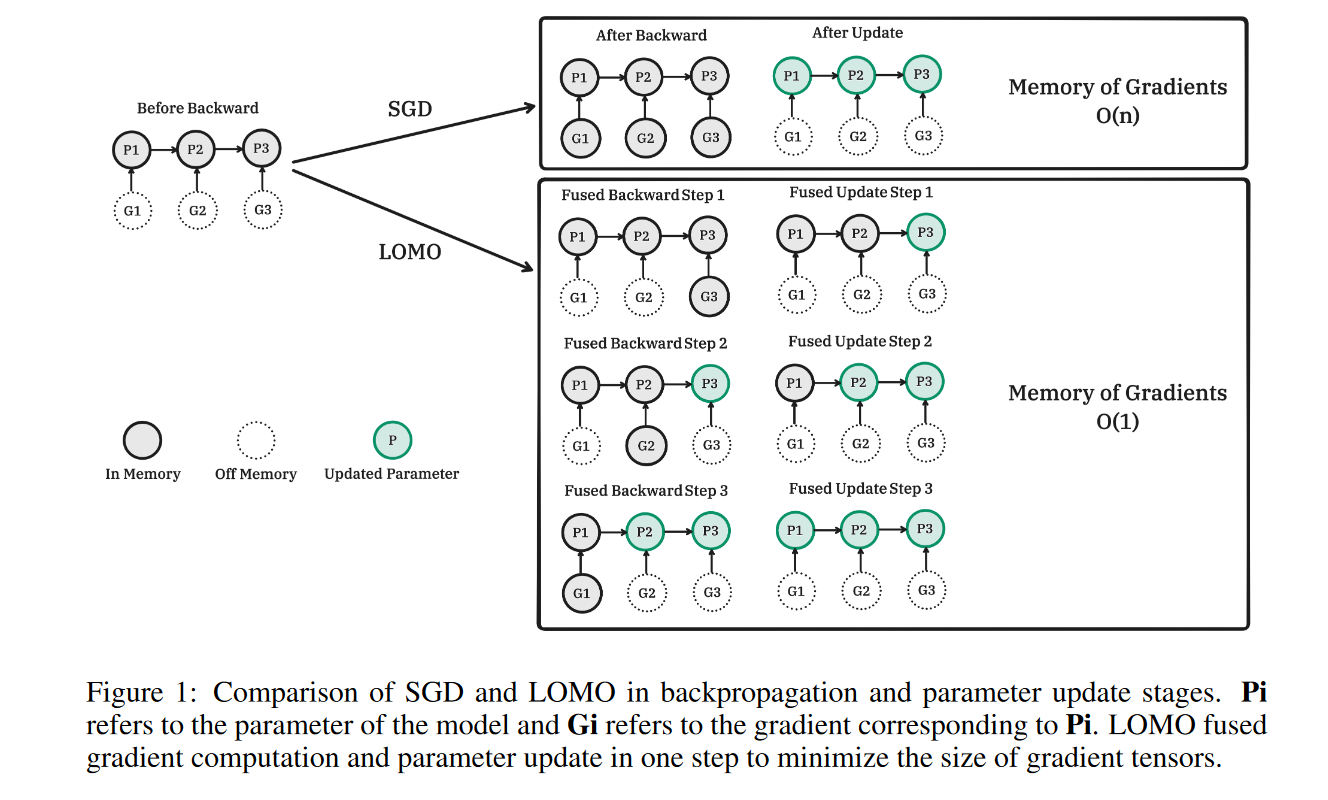 Before Backward
P1 P2 P3
G1 G2 G3
SGD
LOMO
In Memory
Off Memory
P
Updated Parameter
After Backward
P1 P2 P3
G1 G2 G3
After Update
P1 P2 P3
G1 G2 G3
Memory of Gradients
O(n)
Fused Backward Step 1
P1 P2 P3
G1 G2 G3
Fused Update Step 1
P1 P2 P3
G1 G2 G3
Fused Backward Step 2
P1 P2 P3
G1 G2 G3
Fused Update Step 2
P1 P2 P3
G1 G2 G3
Fused Backward Step 3
P1 P2 P3
G1 G2 G3
Fused Update Step 3
P1 P2 P3
G1 G2 G3
Memory of Gradients
O(1)
Figure 1: Comparison of SGD and LOMO in backpropagation and parameter update stages. Pi
refers to the parameter of the model and Gi refers to the gradient corresponding to Pi. LOMO fused
gradient computation and parameter update in one step to minimize the size of gradient tensors.